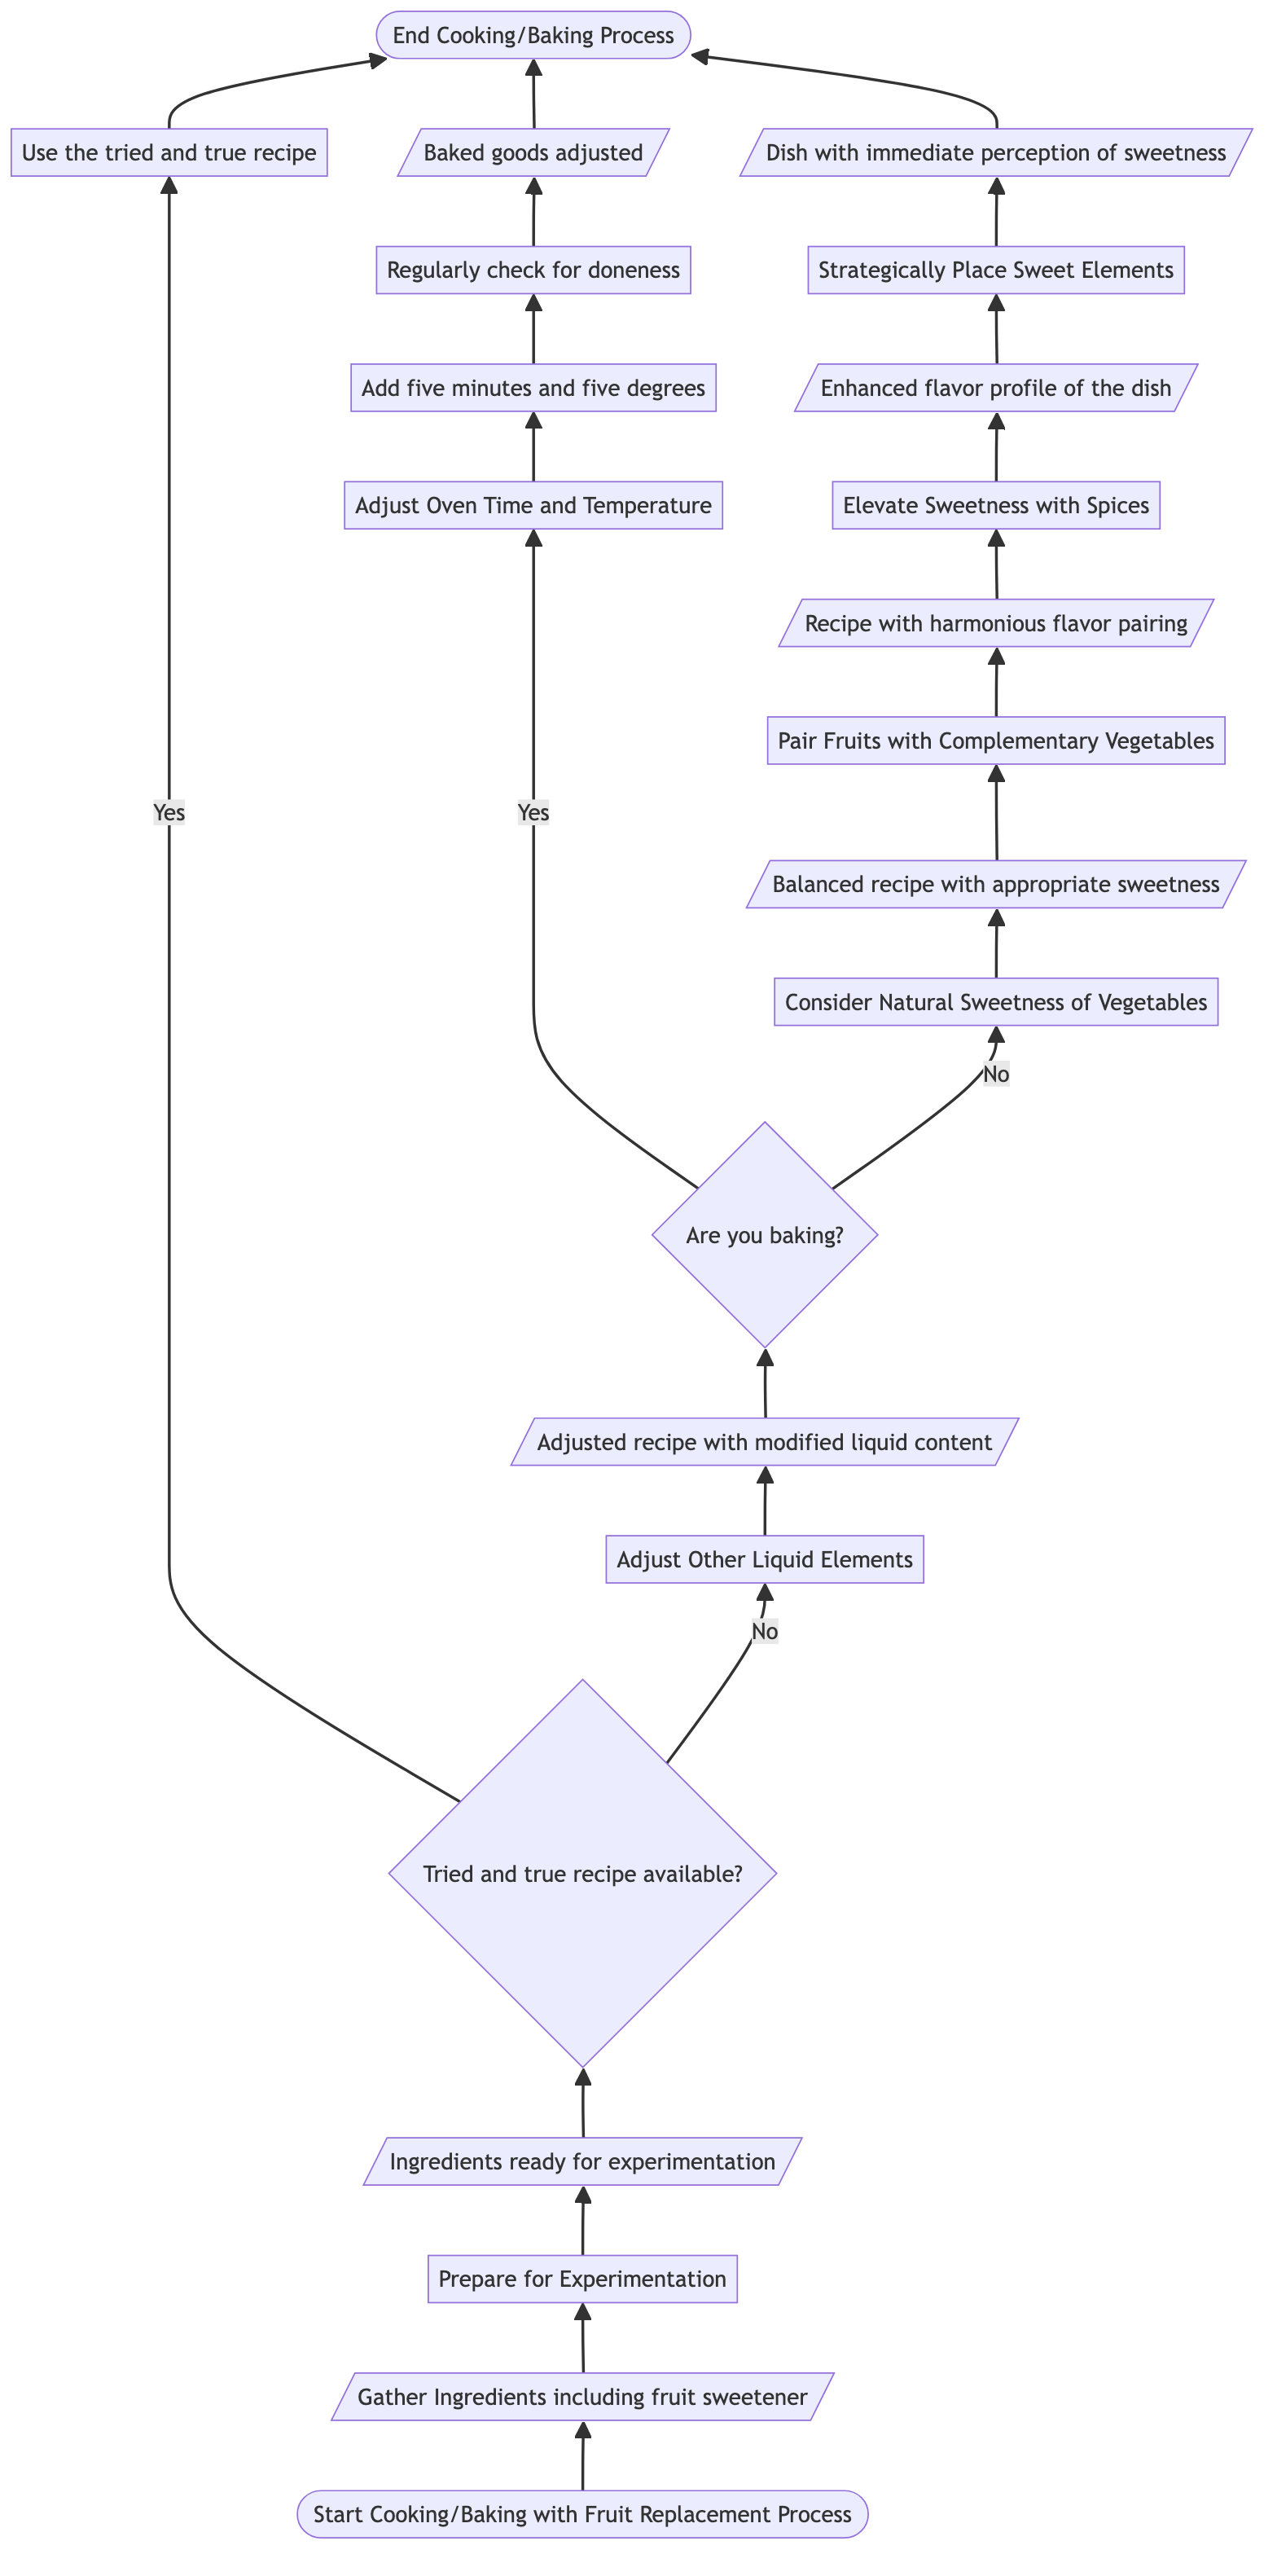 End Cooking/Baking Process
Use the tried and true recipe
Baked goods adjusted
Dish with immediate perception of sweetness
Regularly check for doneness
Strategically Place Sweet Elements
Add five minutes and five degrees
Enhanced flavor profile of the dish
Adjust Oven Time and Temperature
Elevate Sweetness with Spices
Recipe with harmonious flavor pairing
Pair Fruits with Complementary Vegetables
Yes
Yes
Balanced recipe with appropriate sweetness
Consider Natural Sweetness of Vegetables
No
Are you baking?
Adjusted recipe with modified liquid content
Adjust Other Liquid Elements
No
Tried and true recipe available?
Ingredients ready for experimentation
Prepare for Experimentation
Gather Ingredients including fruit sweetener
Start Cooking/Baking with Fruit Replacement Process